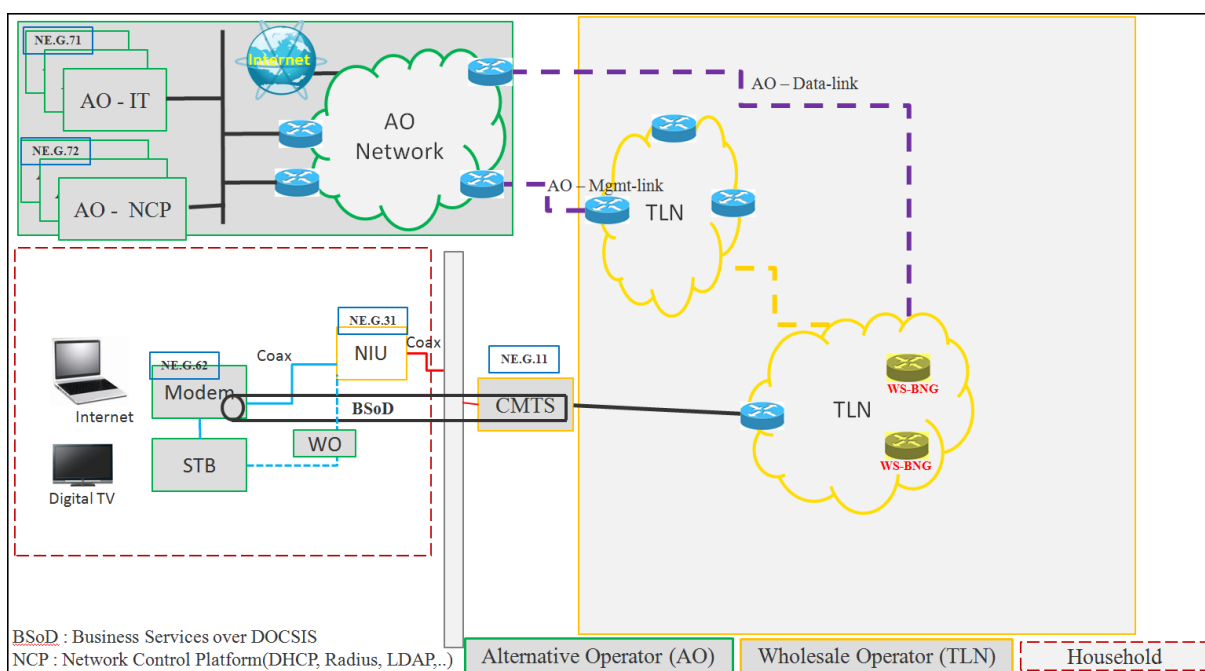 NE.G.71
AO - IT
NE.G.72
AO - NCP
Internet
AO
Network
AO – Data-link
AO – Mgmt-link
TLN
NE.G.31
NIU
Coax
Coax
NE.G.62
Modem
BSoD
NE.G.11
CMTS
Internet
WO
STB
Digital TV
TLN
WS-BNG
WS-BNG
BSoD : Business Services over DOCSIS
NCP : Network Control Platform(DHCP, Radius, LDAP,..)
Alternative Operator (AO)
Wholesale Operator (TLN)
Household